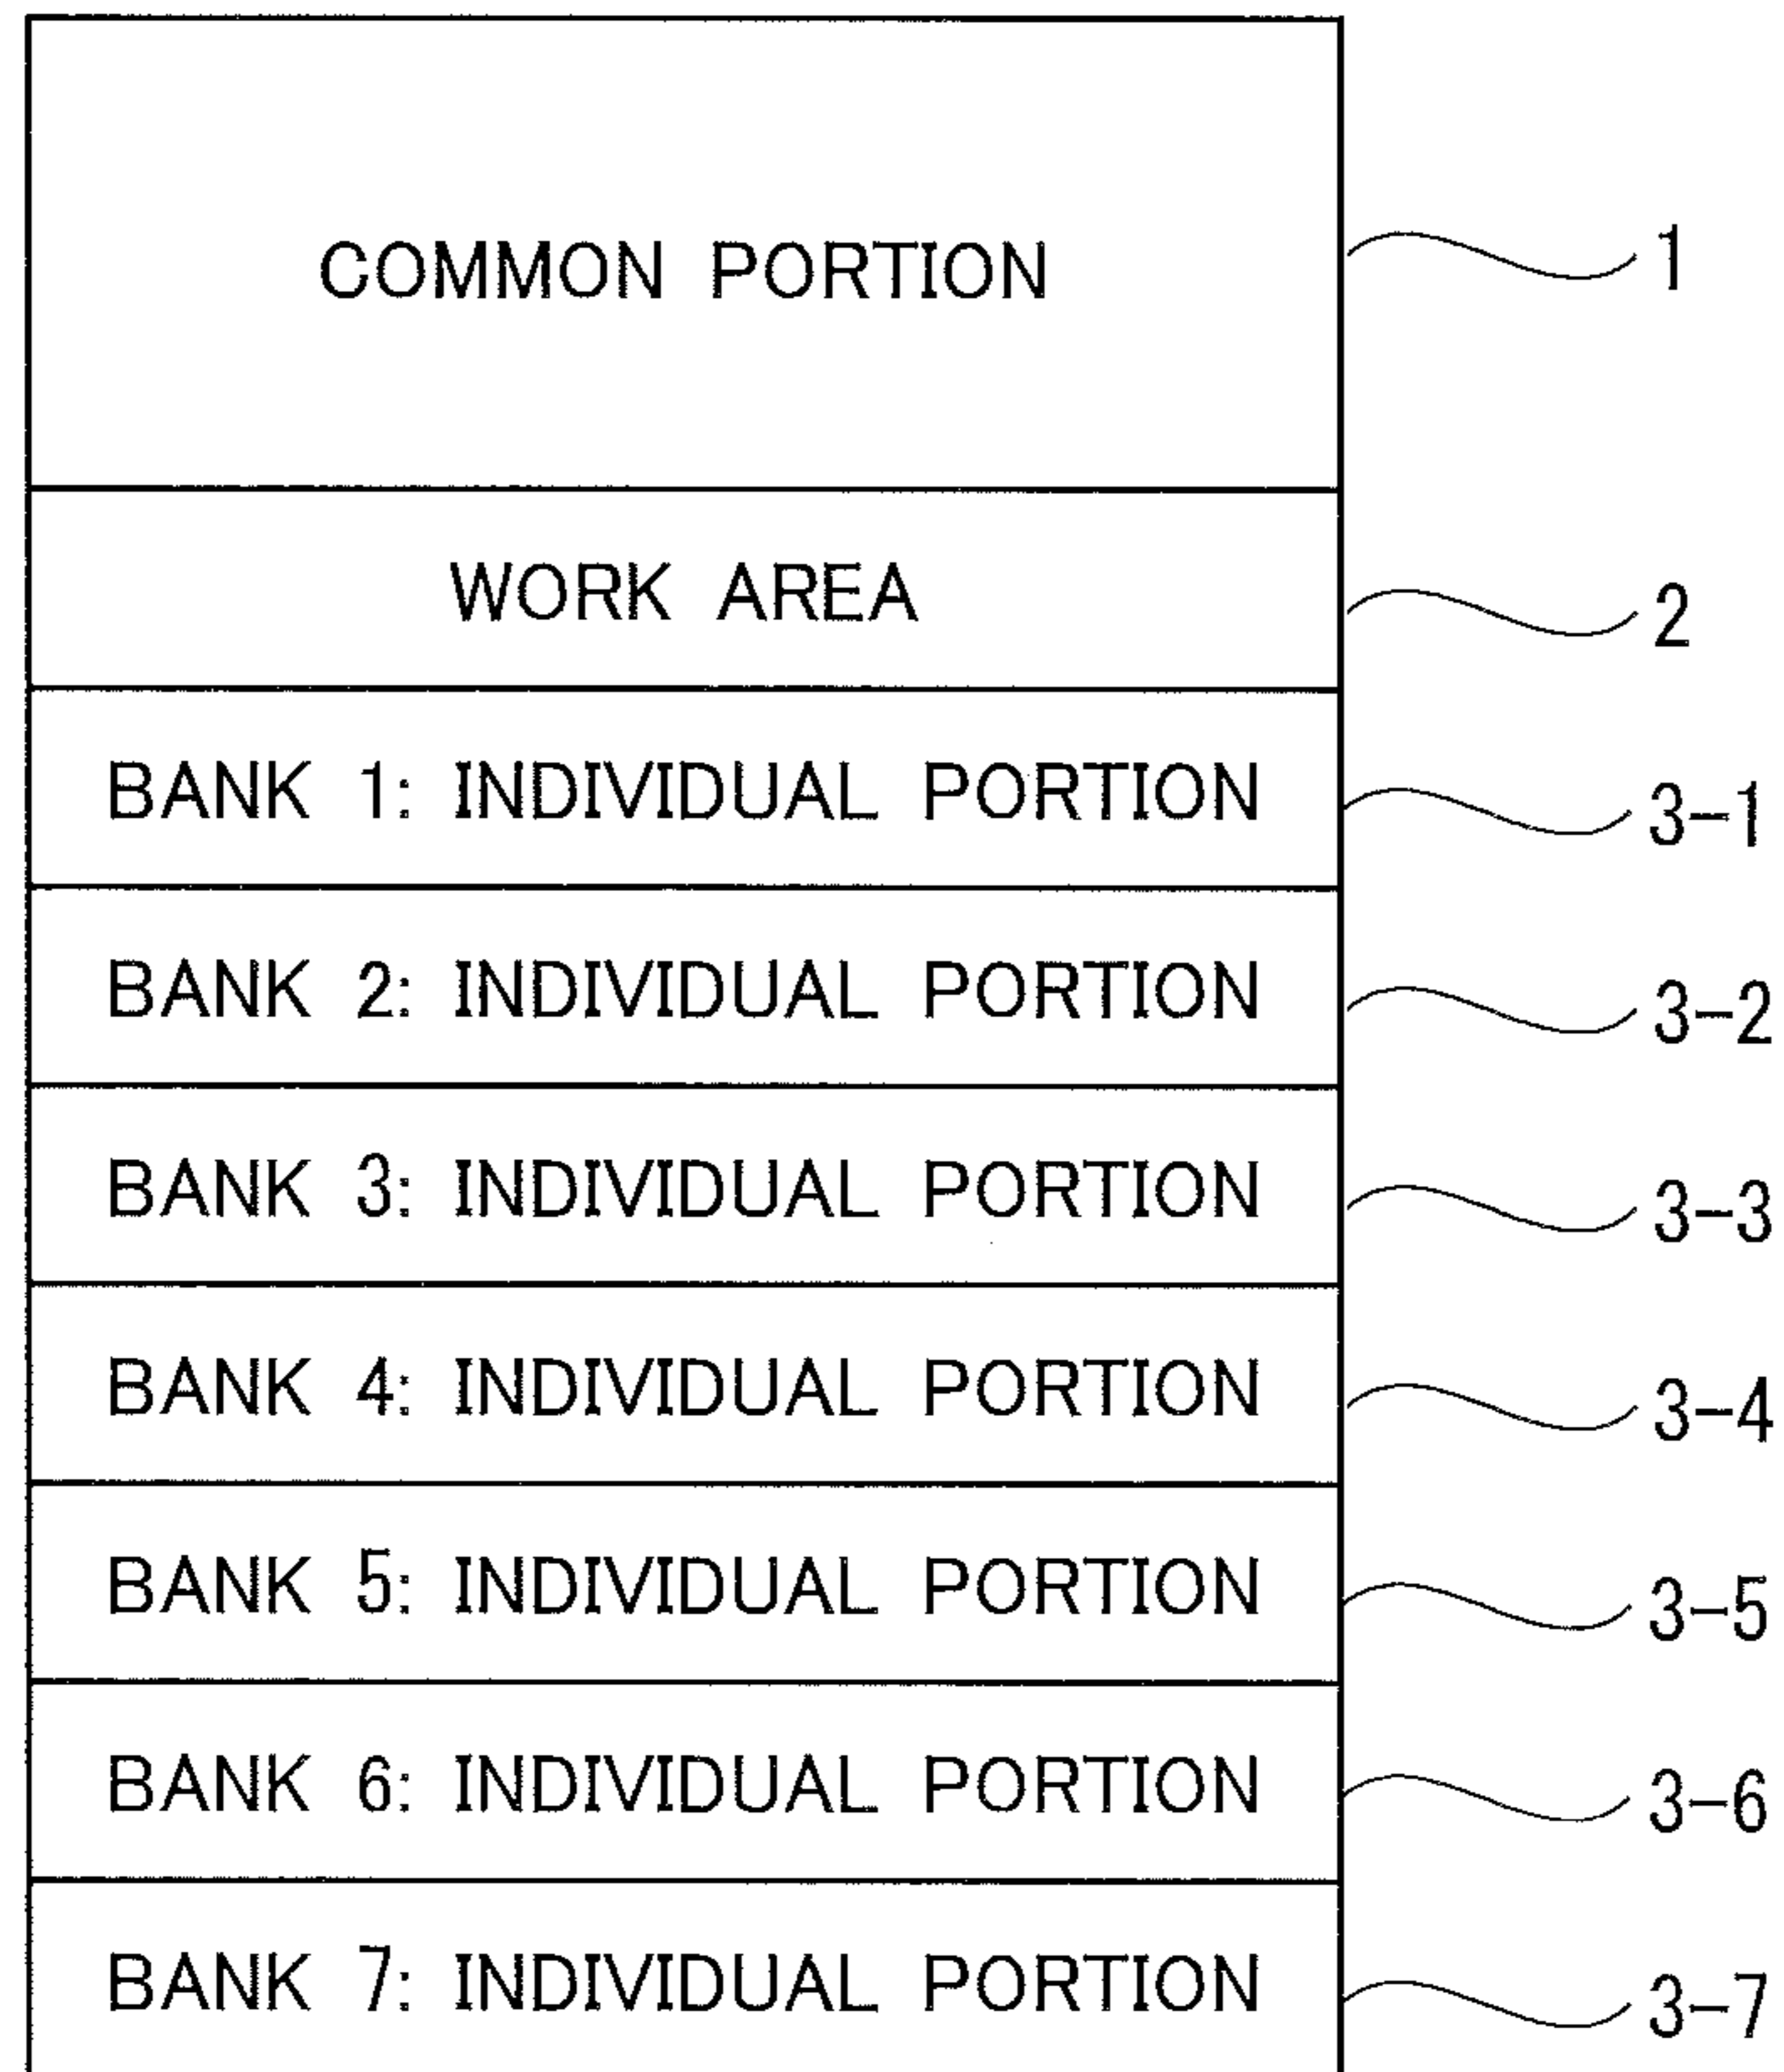 COMMON PORTION 1
WORK AREA 2
BANK 1: INDIVIDUAL PORTION 3-1
BANK 2: INDIVIDUAL PORTION 3-2
BANK 3: INDIVIDUAL PORTION 3-3
BANK 4: INDIVIDUAL PORTION 3-4
BANK 5: INDIVIDUAL PORTION 3-5
BANK 6: INDIVIDUAL PORTION 3-6
BANK 7: INDIVIDUAL PORTION 3-7